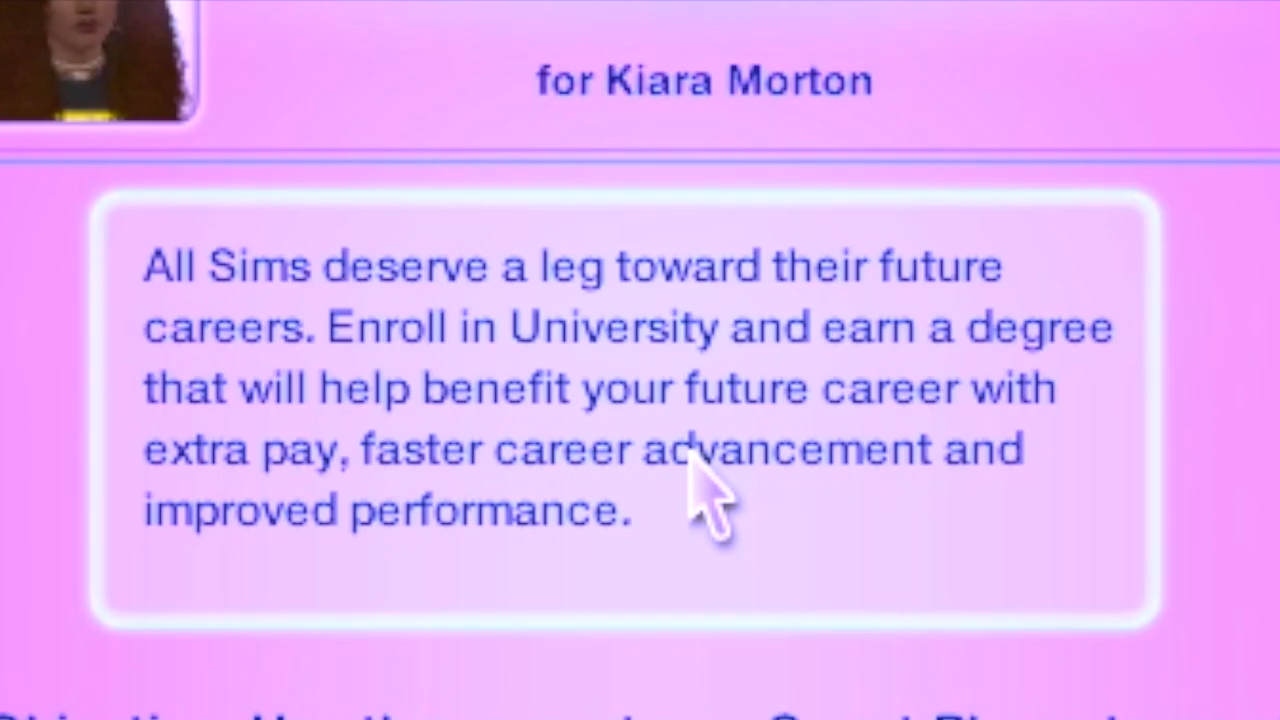 for Kiara Morton
All Sims deserve a leg toward their future
careers. Enroll in University and earn a degree
that will help benefit your future career with
extra pay, faster career advancement and
improved performance.